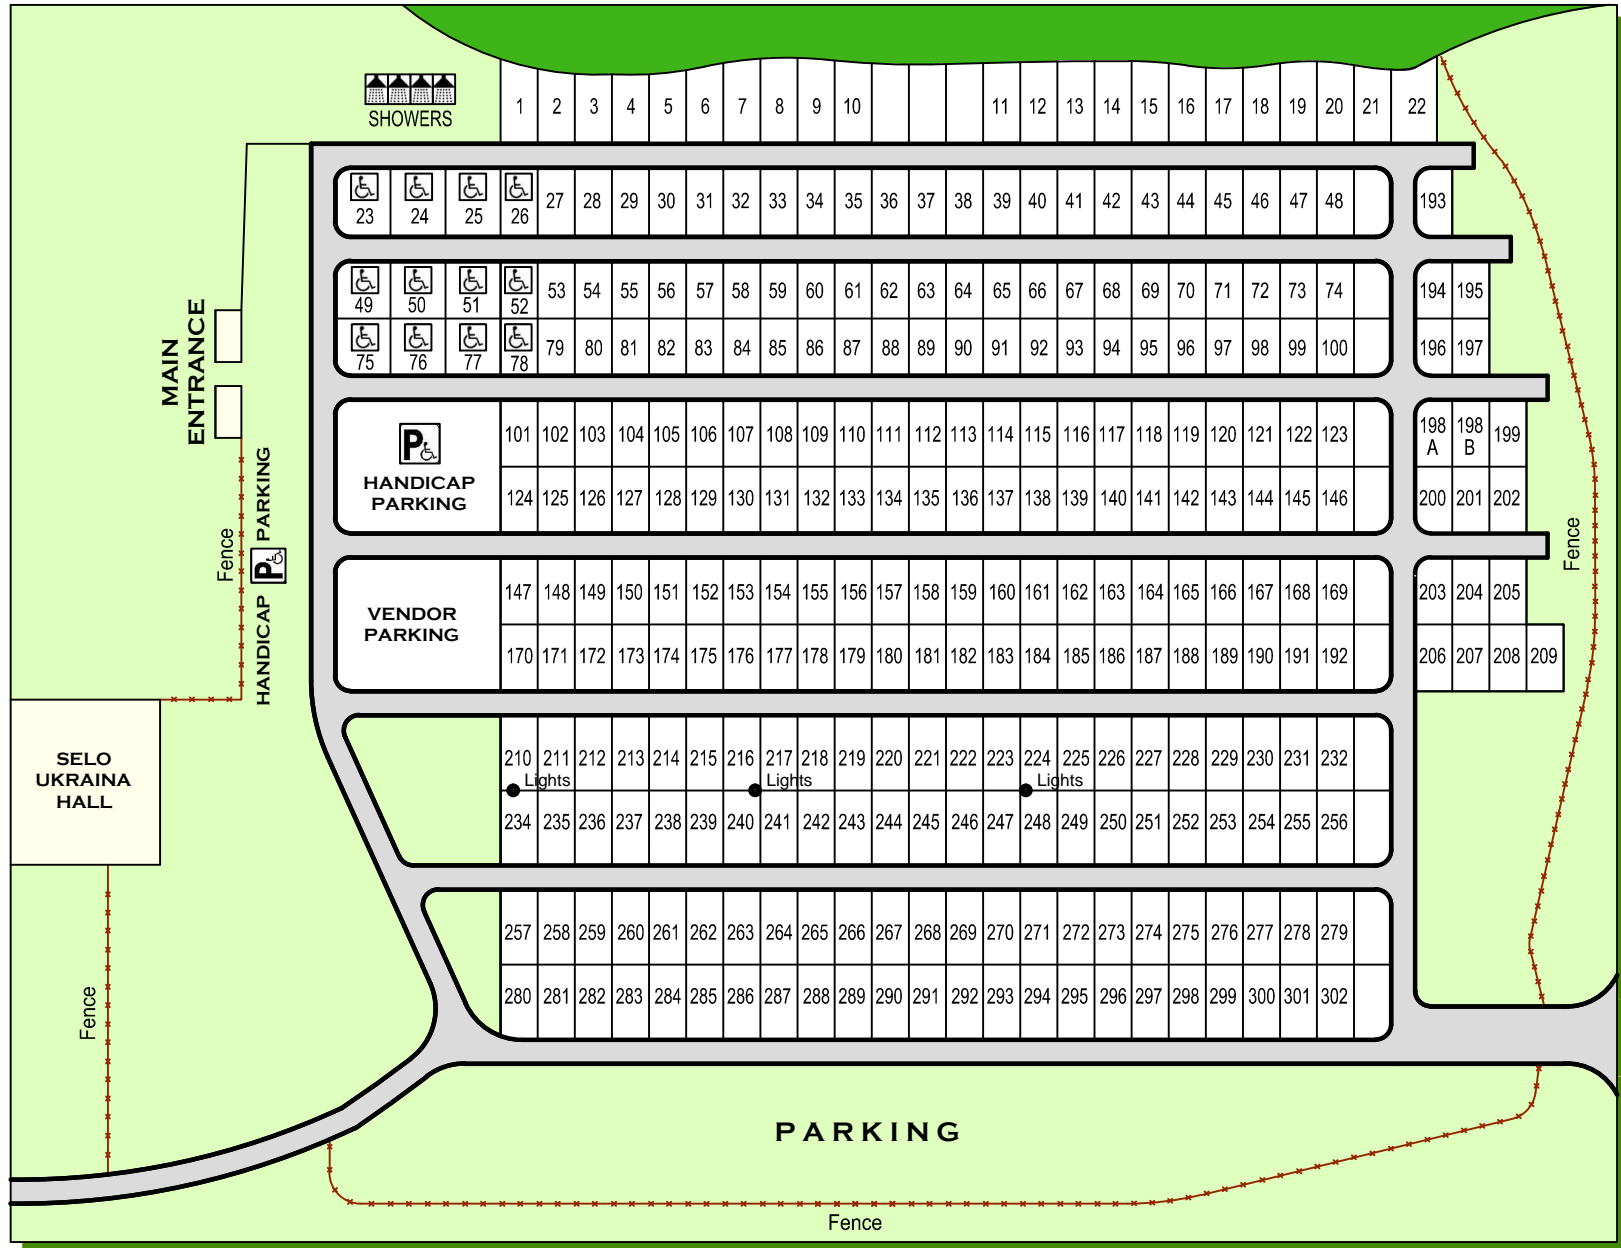 SHOWERS
1 2 3 4 5 6 7 8 9 10 11 12 13 14 15 16 17 18 19 20 21 22
23 24 25 26 27 28 29 30 31 32 33 34 35 36 37 38 39 40 41 42 43 44 45 46 47 48 193
49 50 51 52 53 54 55 56 57 58 59 60 61 62 63 64 65 66 67 68 69 70 71 72 73 74 194 195
75 76 77 78 79 80 81 82 83 84 85 86 87 88 89 90 91 92 93 94 95 96 97 98 99 100 196 197
MAIN
ENTRANCE
P
HANDICAP
PARKING
101 102 103 104 105 106 107 108 109 110 111 112 113 114 115 116 117 118 119 120 121 122 123 198 198 199
A B
124 125 126 127 128 129 130 131 132 133 134 135 136 137 138 139 140 141 142 143 144 145 146 200 201 202
Fence
HANDICAP P PARKING
Fence
VENDOR
PARKING
147 148 149 150 151 152 153 154 155 156 157 158 159 160 161 162 163 164 165 166 167 168 169 203 204 205
170 171 172 173 174 175 176 177 178 179 180 181 182 183 184 185 186 187 188 189 190 191 192 206 207 208 209
SELO
UKRAINA
HALL
210 211 212 213 214 215 216 217 218 219 220 221 222 223 224 225 226 227 228 229 230 231 232
Lights Lights Lights
234 235 236 237 238 239 240 241 242 243 244 245 246 247 248 249 250 251 252 253 254 255 256
257 258 259 260 261 262 263 264 265 266 267 268 269 270 271 272 273 274 275 276 277 278 279
280 281 282 283 284 285 286 287 288 289 290 291 292 293 294 295 296 297 298 299 300 301 302
Fence
PARKING
Fence